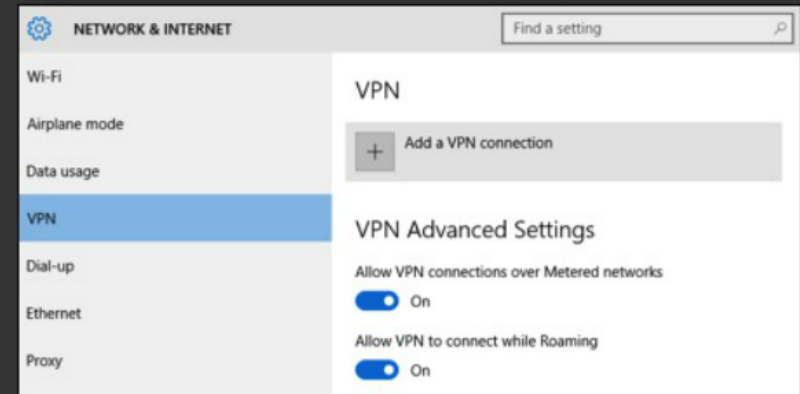 NETWORK & INTERNET
Find a setting
Wi-Fi
Airplane mode
Data usage
VPN
Dial-up
Ethernet
Proxy
VPN
Add a VPN connection
VPN Advanced Settings
Allow VPN connections over Metered networks
On
Allow VPN to connect while Roaming
On